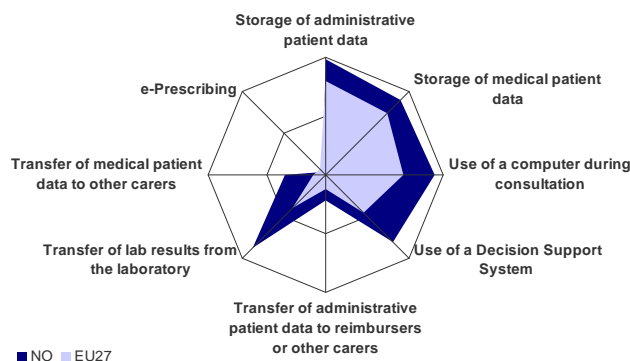 Storage of administrative
patient data
Storage of medical patient
data
Use of a computer during
consultation
Use of a Decision Support
System
Transfer of administrative
patient data to reimbursers
or other carers
Transfer of lab results from
the laboratory
Transfer of medical patient
data to other carers
e-Prescribing
NO EU27